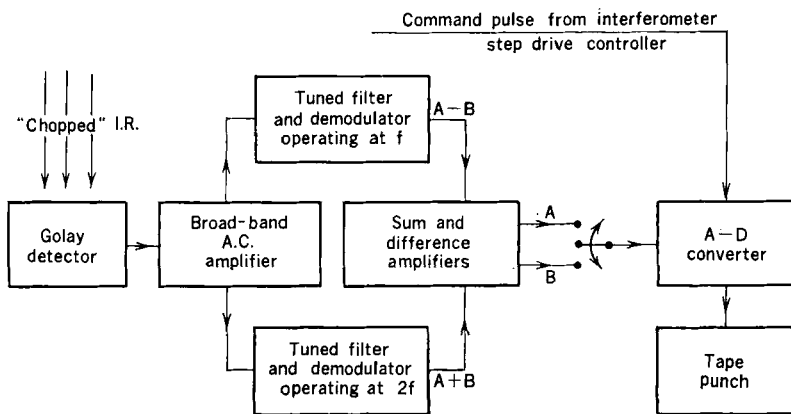 Command pulse from interferometer
step drive controller
"Chopped" I.R.
Tuned filter
and demodulator
operating at f
A−B
Golay
detector
Broad-band
A.C.
amplifier
Sum and
difference
amplifiers
A
B
A−D
converter
Tuned filter
and demodulator
operating at 2f
A+B
Tape
punch